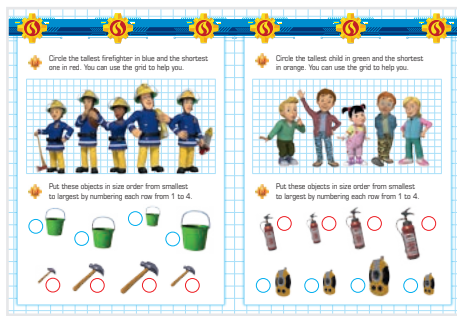 Circle the tallest firefighter in blue and the shortest
one in red. You can use the grid to help you.
Put these objects in size order from smallest
to largest by numbering each row from 1 to 4.
Circle the tallest child in green and the shortest
in orange. You can use the grid to help you.
Put these objects in size order from smallest
to largest by numbering each row from 1 to 4.